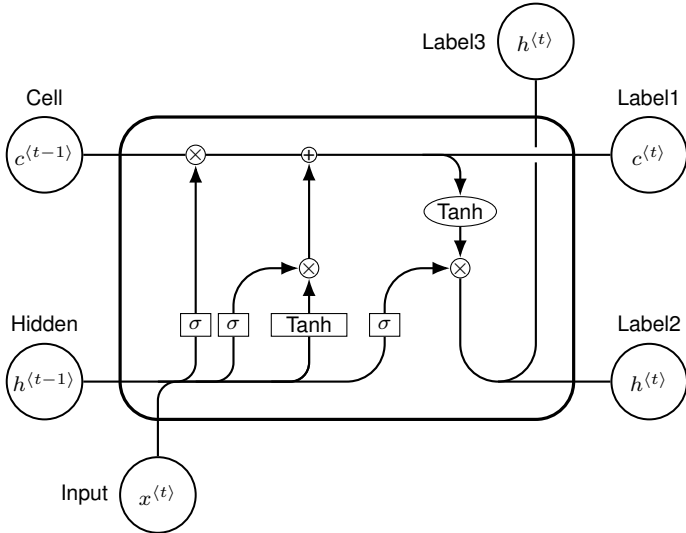 Label3
h⟨t⟩
Cell
Label1
c⟨t−1⟩
×
+
c⟨t⟩
Tanh
×
×
Hidden
σ
σ
Tanh
σ
Label2
h⟨t−1⟩
h⟨t⟩
Input
x⟨t⟩